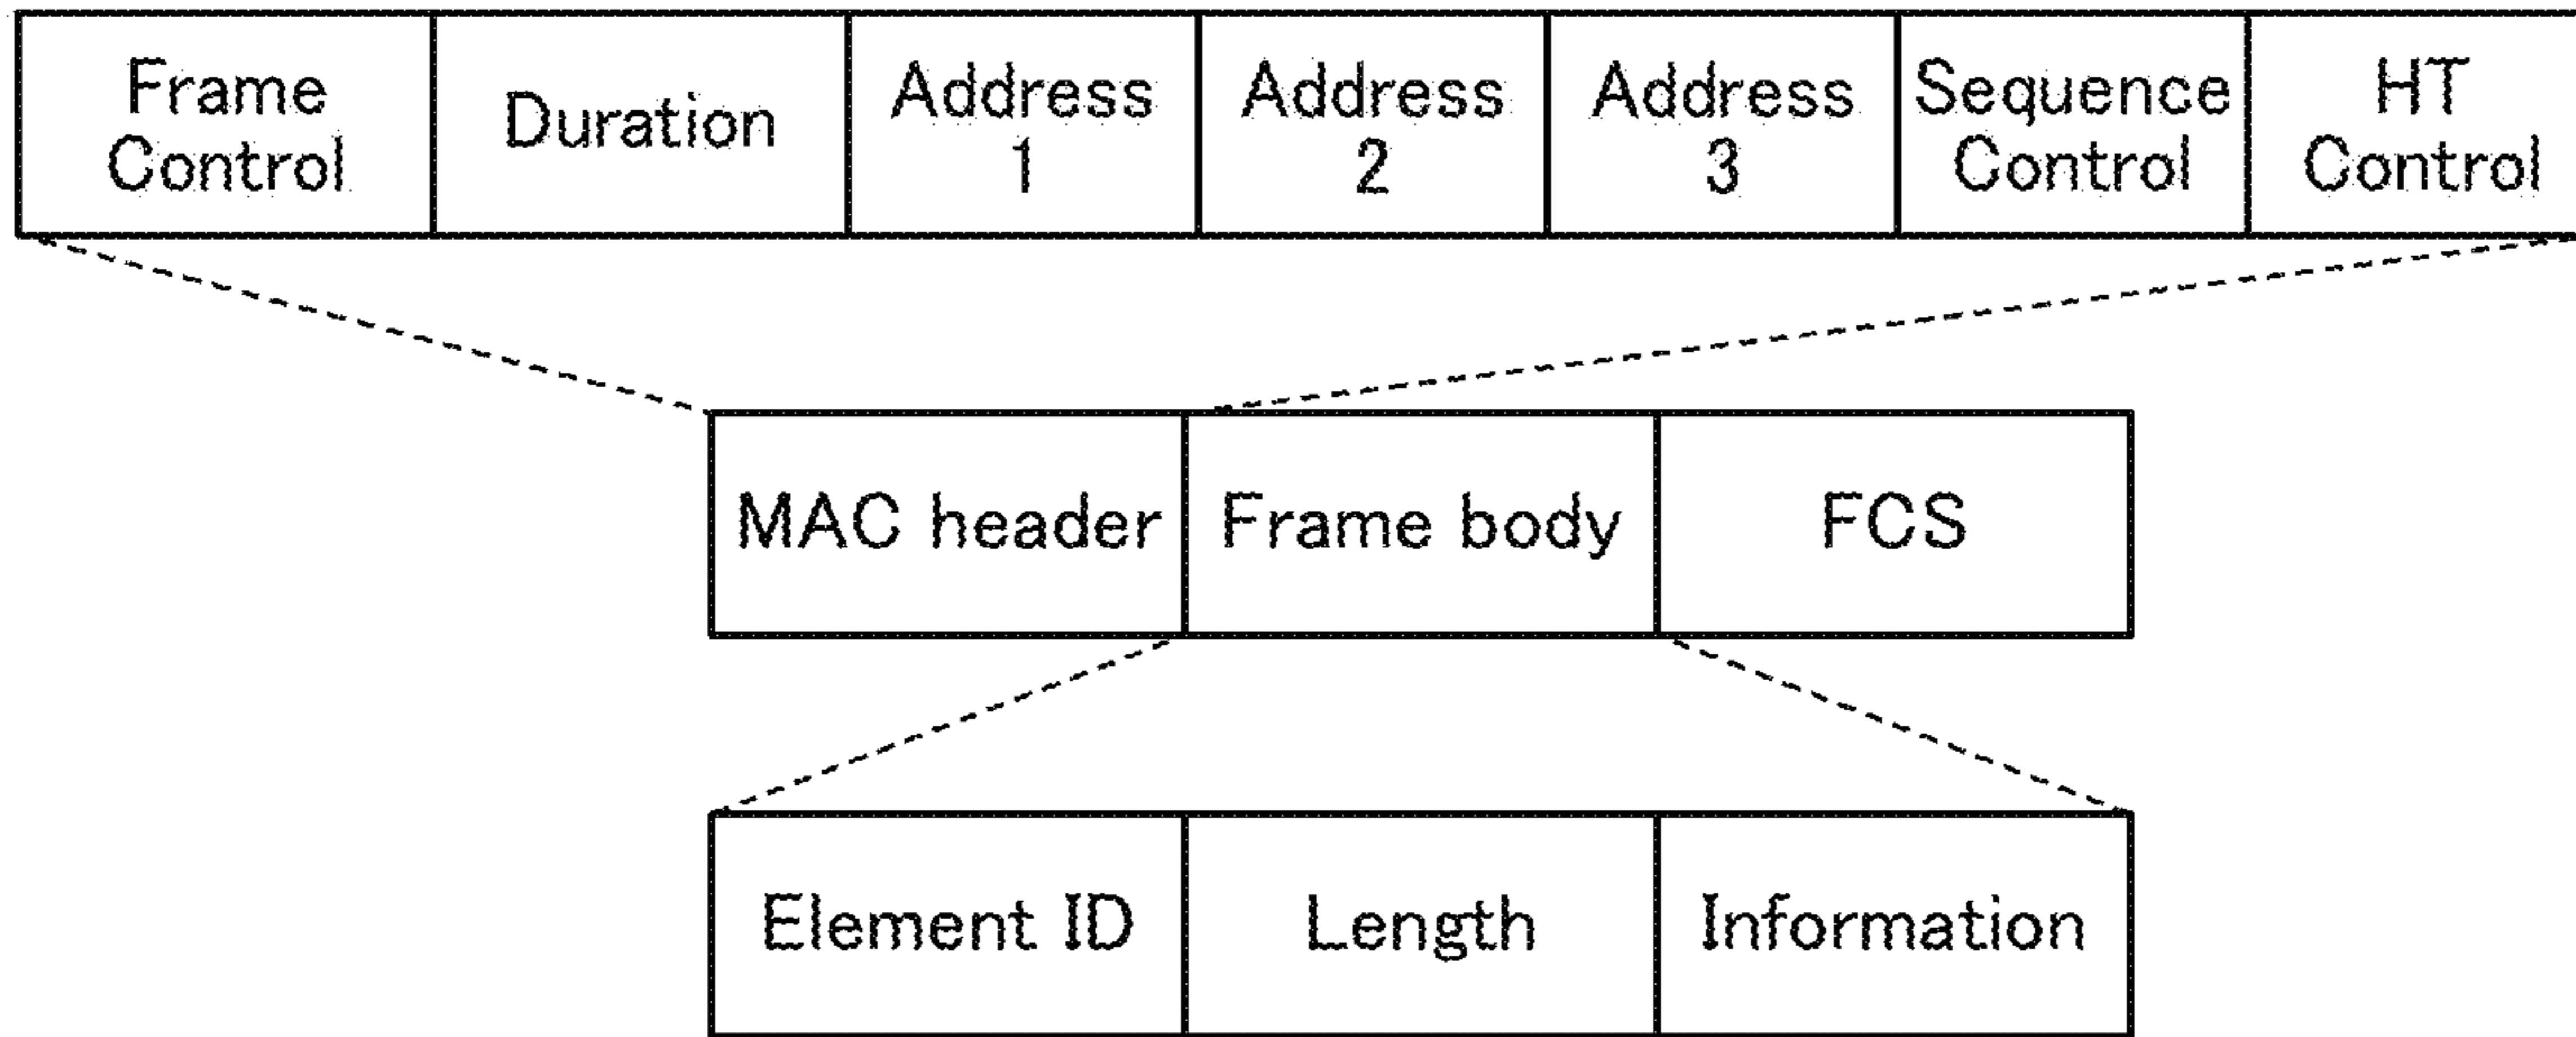 Frame Control
Duration
Address 1
Address 2
Address 3
Sequence Control
HT Control
MAC header
Frame body
FCS
Element ID
Length
Information